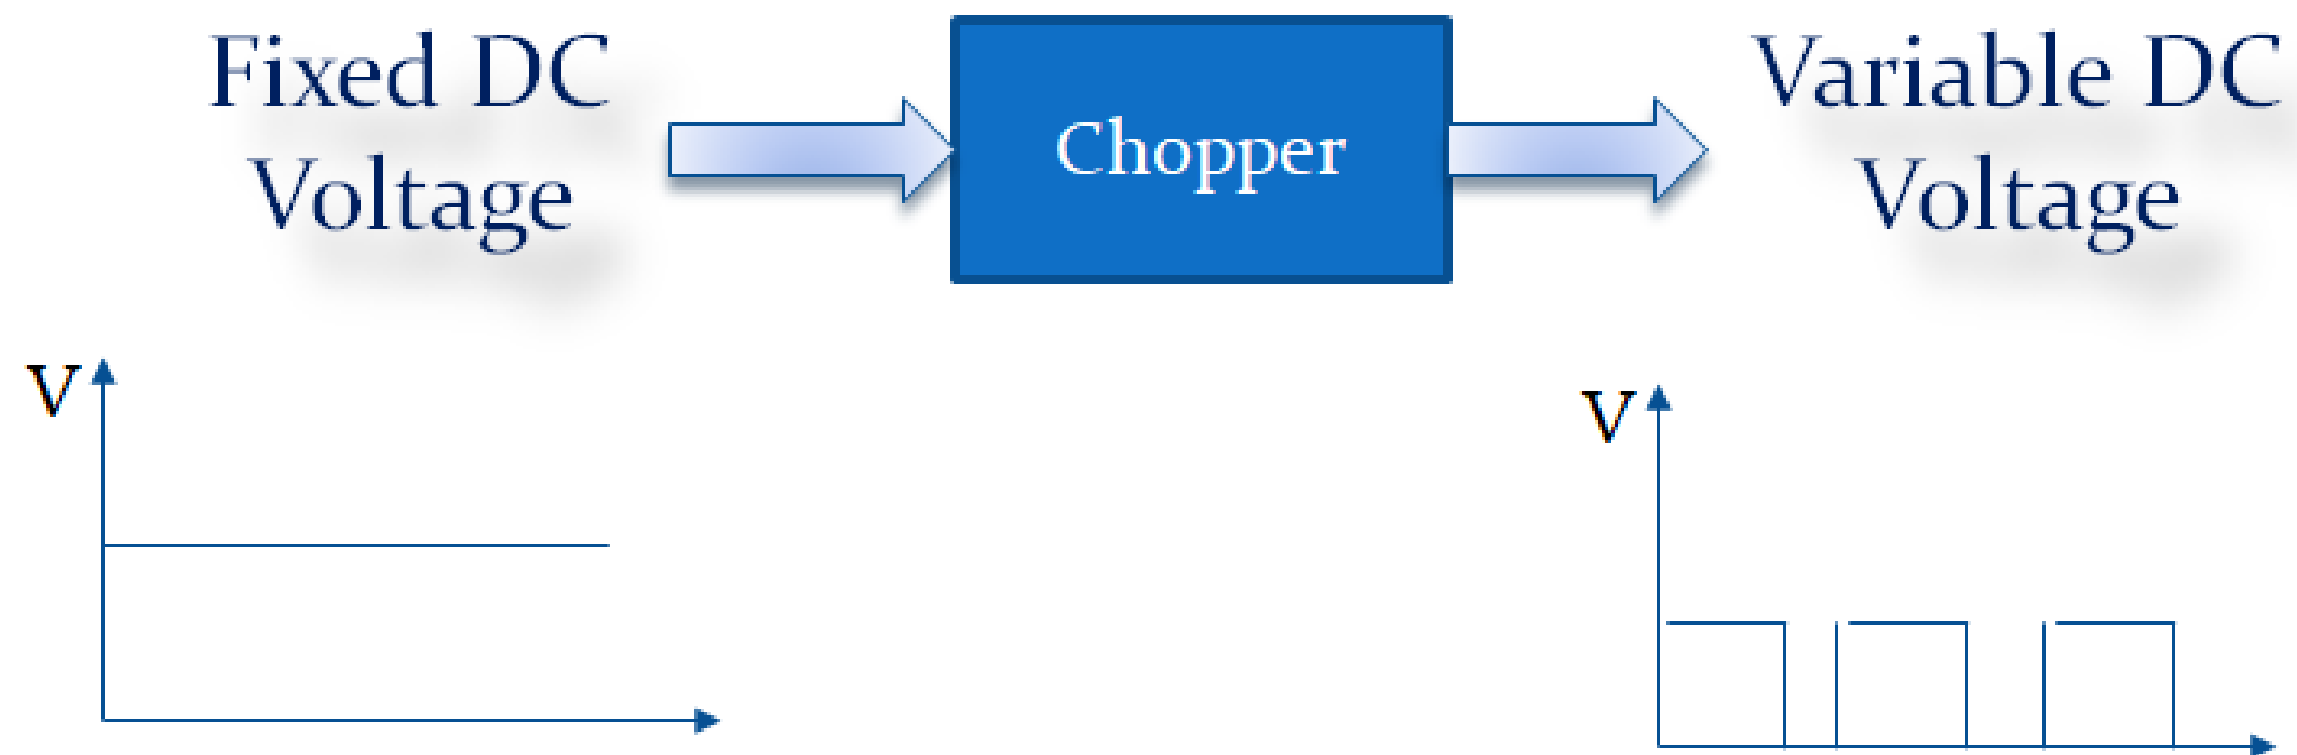 Fixed DC
Voltage
Chopper
Variable DC
Voltage
V
V